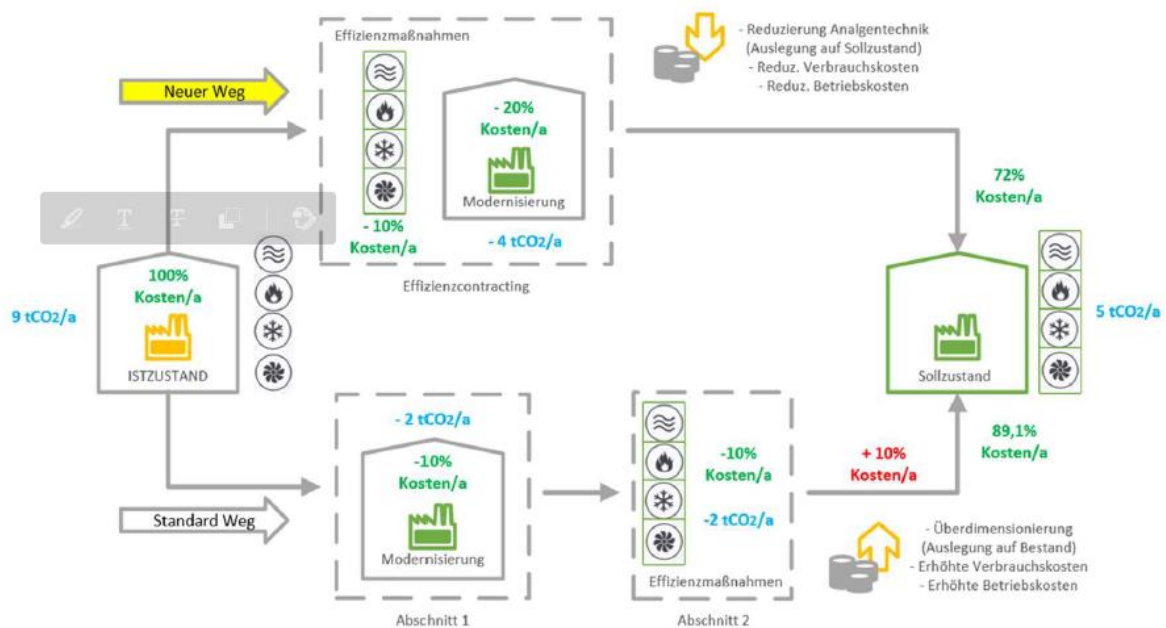 Effizienzmaßnahmen
Neuer Weg
- 20%
Kosten/a
Modernisierung
- 10%
Kosten/a
- 4 tCO2/a
Effizienzcontracting
- Reduzierung Analgentechnik
(Auslegung auf Sollzustand)
- Reduz. Verbrauchskosten
- Reduz. Betriebskosten
72%
Kosten/a
9 tCO2/a
100%
Kosten/a
ISTZUSTAND
Sollzustand
5 tCO2/a
Standard Weg
- 2 tCO2/a
-10%
Kosten/a
Modernisierung
Abschnitt 1
-10%
Kosten/a
-2 tCO2/a
Effizienzmaßnahmen
Abschnitt 2
+ 10%
Kosten/a
89,1%
Kosten/a
- Überdimensionierung
(Auslegung auf Bestand)
- Erhöhte Verbrauchskosten
- Erhöhte Betriebskosten